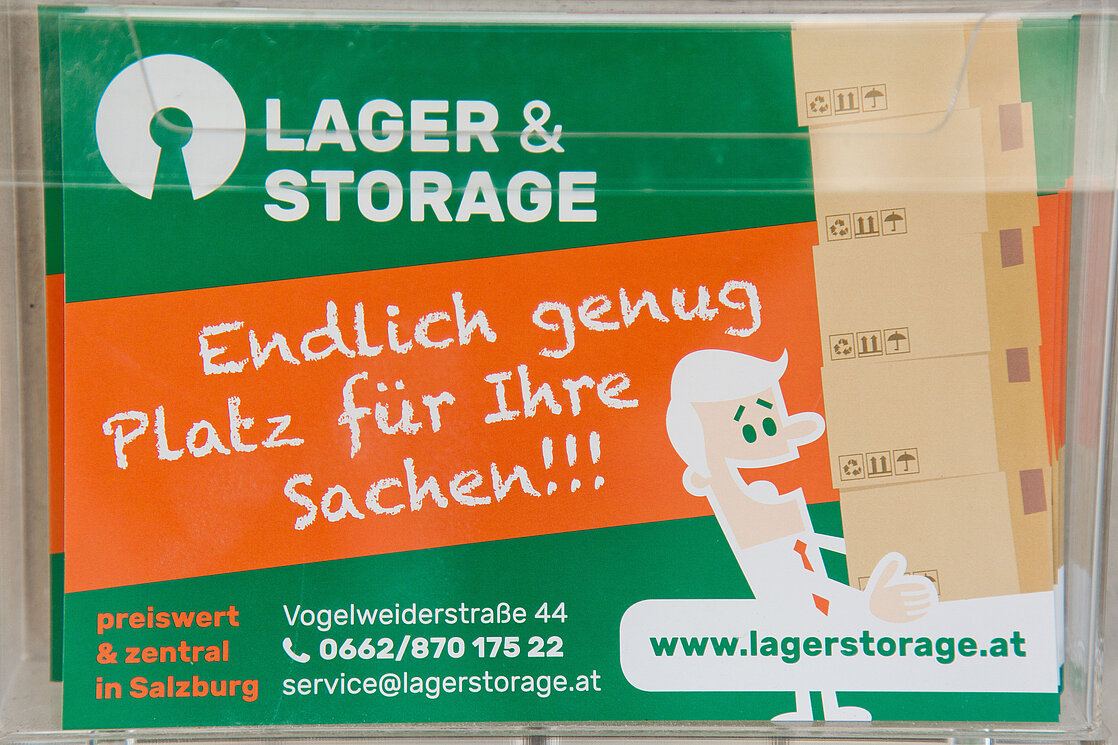 LAGER &
STORAGE
Endlich genug
Platz für Ihre
Sachen!!!
preiswert
& zentral
in Salzburg
Vogelweiderstraße 44
0662/870 175 22
service@lagerstorage.at
www.lagerstorage.at